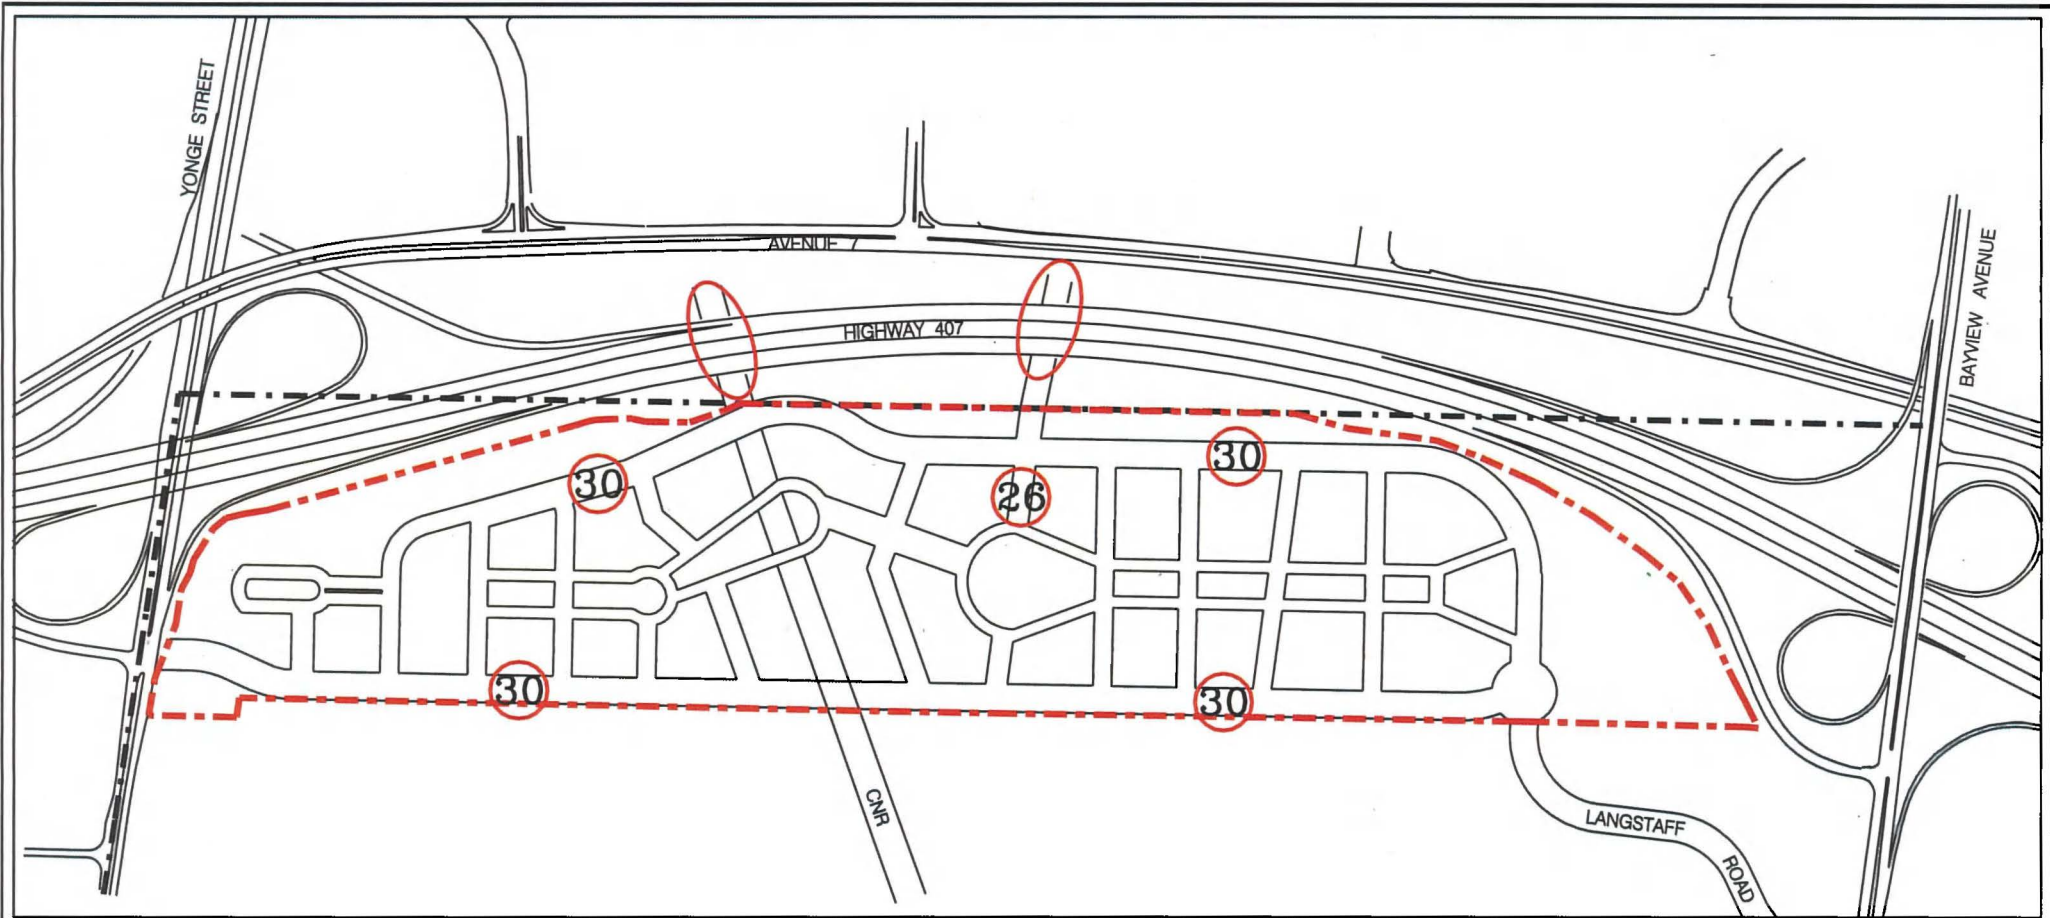 YONGE STREET
AVENUE 7
BAYVIEW AVENUE
HIGHWAY 407
30
30
26
30
30
CNR
LANGSTAFF
ROAD